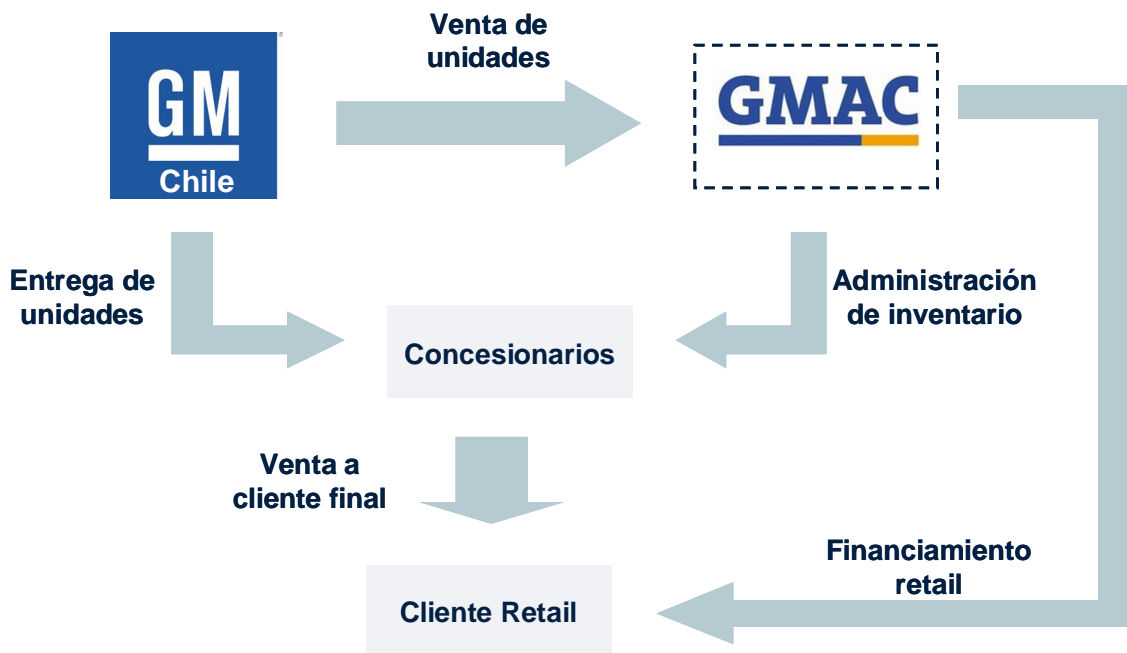 Venta de
unidades
GM
Chile
GMAC
Entrega de
unidades
Administración
de inventario
Concesionarios
Venta a
cliente final
Financiamiento
retail
Cliente Retail